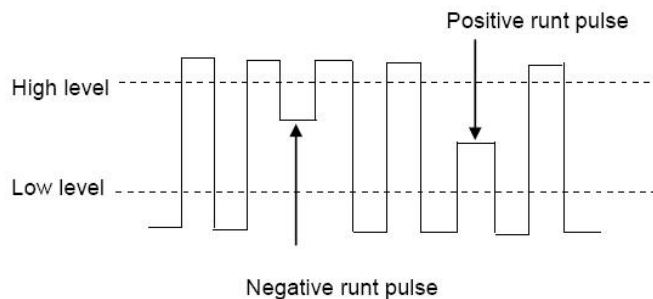 Positive runt pulse
High level
Low level
Negative runt pulse